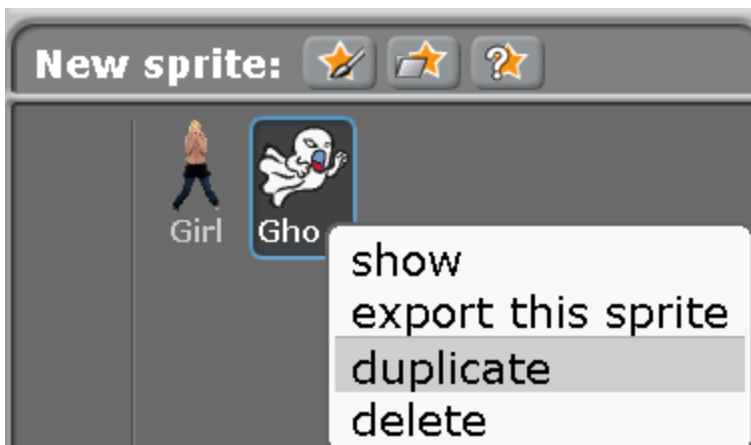 New sprite:
Girl
Gho
show
export this sprite
duplicate
delete